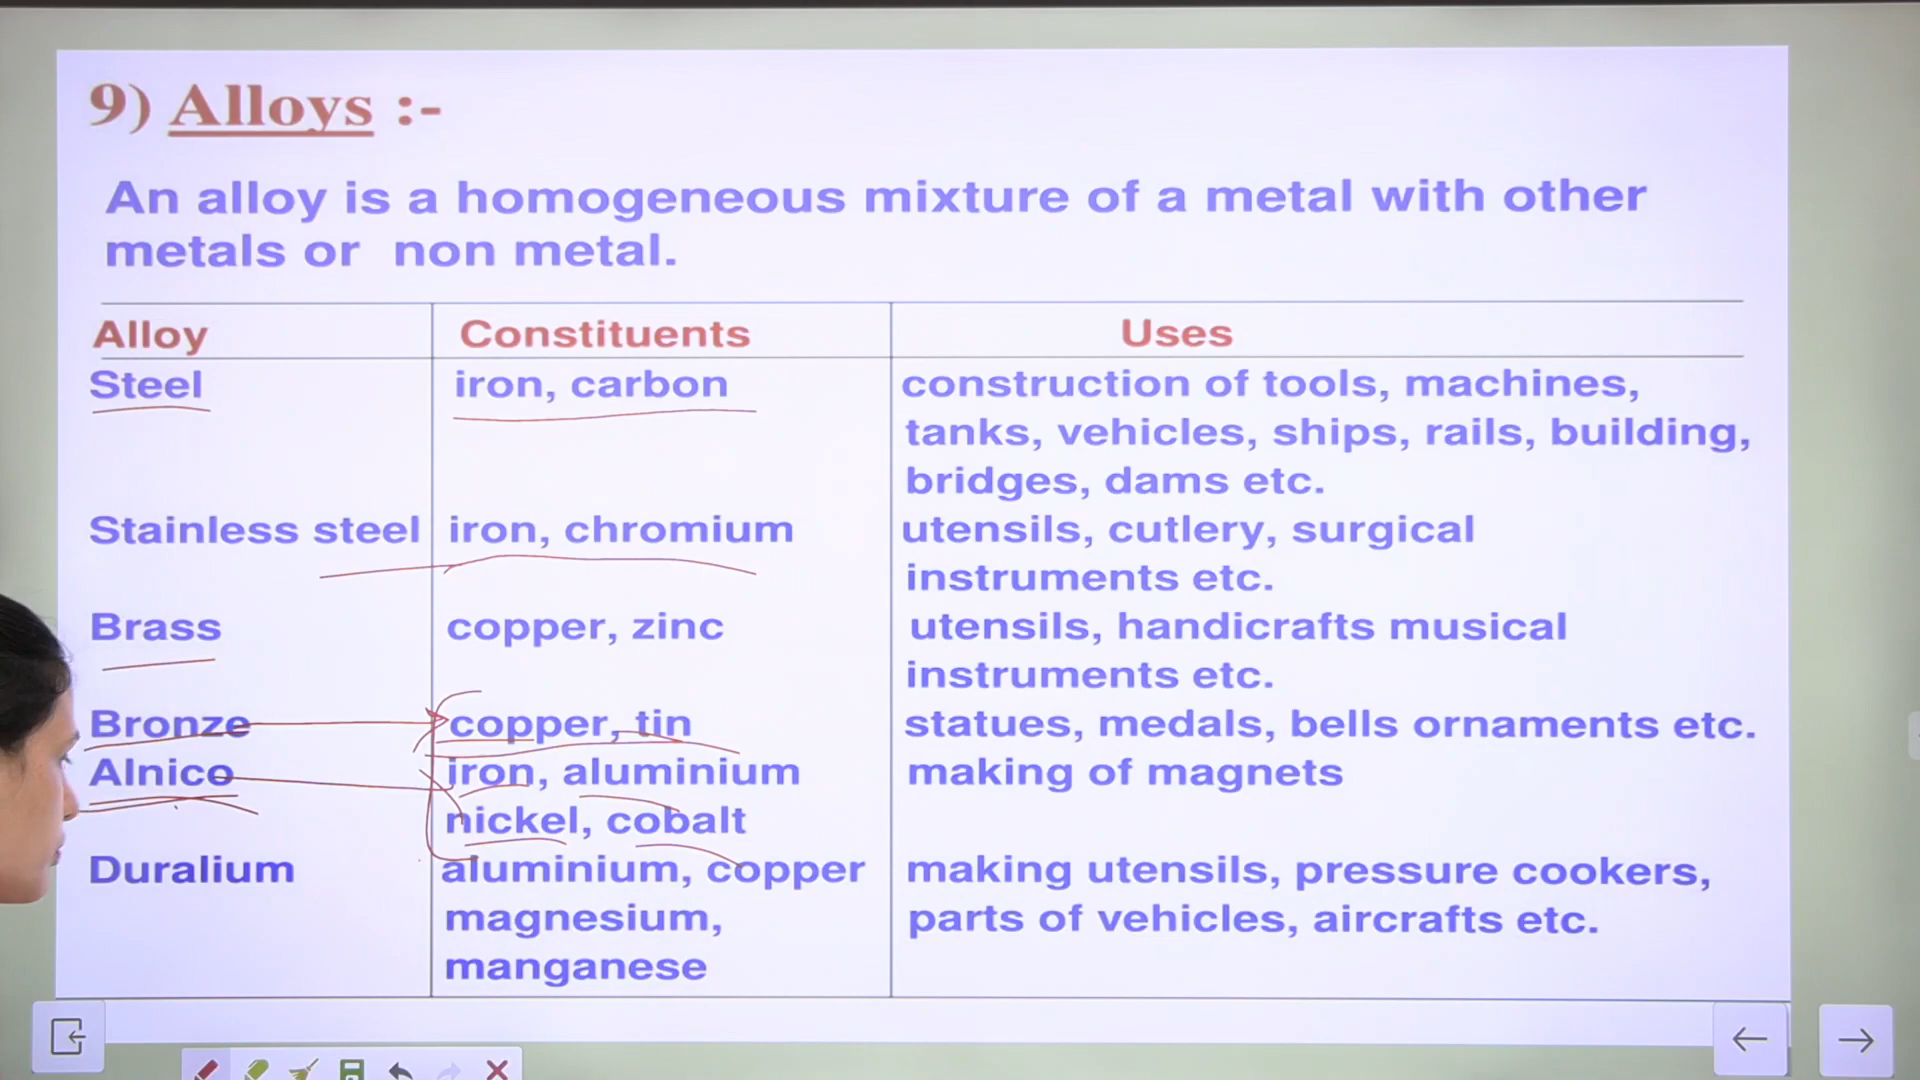 9) Alloys :-
An alloy is a homogeneous mixture of a metal with other
metals or non metal.
Alloy Constituents Uses
Steel iron, carbon construction of tools, machines,
tanks, vehicles, ships, rails, building,
bridges, dams etc.
Stainless steel iron, chromium utensils, cutlery, surgical
instruments etc.
Brass copper, zinc utensils, handicrafts musical
instruments etc.
Bronze copper, tin statues, medals, bells ornaments etc.
Alnico iron, aluminium making of magnets
nickel, cobalt
Duralium aluminium, copper making utensils, pressure cookers,
magnesium, parts of vehicles, aircrafts etc.
manganese